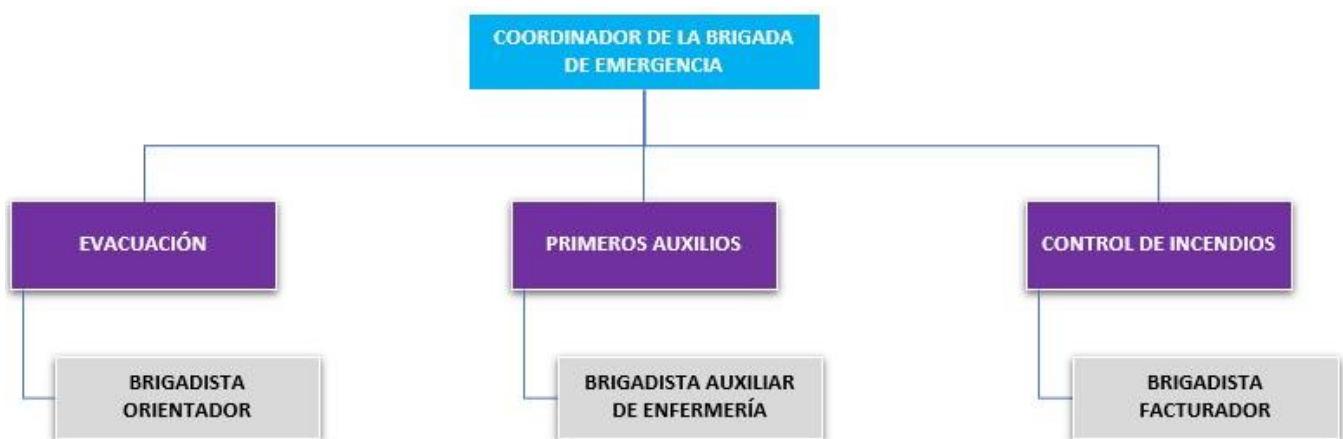 COORDINADOR DE LA BRIGADA
DE EMERGENCIA
EVACUACIÓN
PRIMEROS AUXILIOS
CONTROL DE INCENDIOS
BRIGADISTA
ORIENTADOR
BRIGADISTA AUXILIAR
DE ENFERMERÍA
BRIGADISTA
FACTURADOR